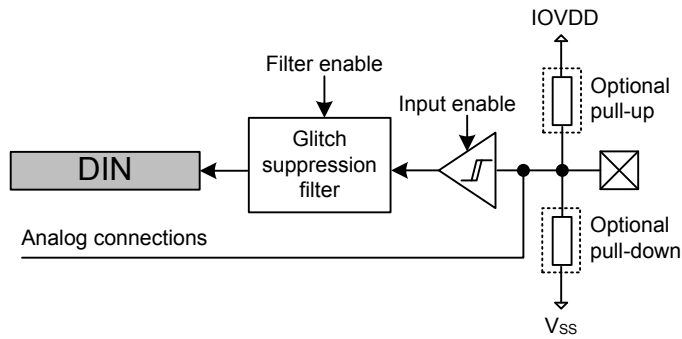 IOVDD
Filter enable
Optional
pull-up
Input enable
Glitch
suppression
filter
DIN
Analog connections
Optional
pull-down
VSS